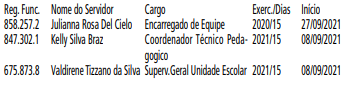 Reg. Func. Nome do Servidor Cargo Exerc./Dias Início
858.257.2 Julianna Rosa Del Cielo Encarregado de Equipe 2020/15 27/09/2021
847.302.1 Kelly Silva Braz Coordenador Técnico Peda- 2021/15 08/09/2021
gogico
675.873.8 Valdirene Tizzano da Silva Superv.Geral Unidade Escolar 2021/15 08/09/2021